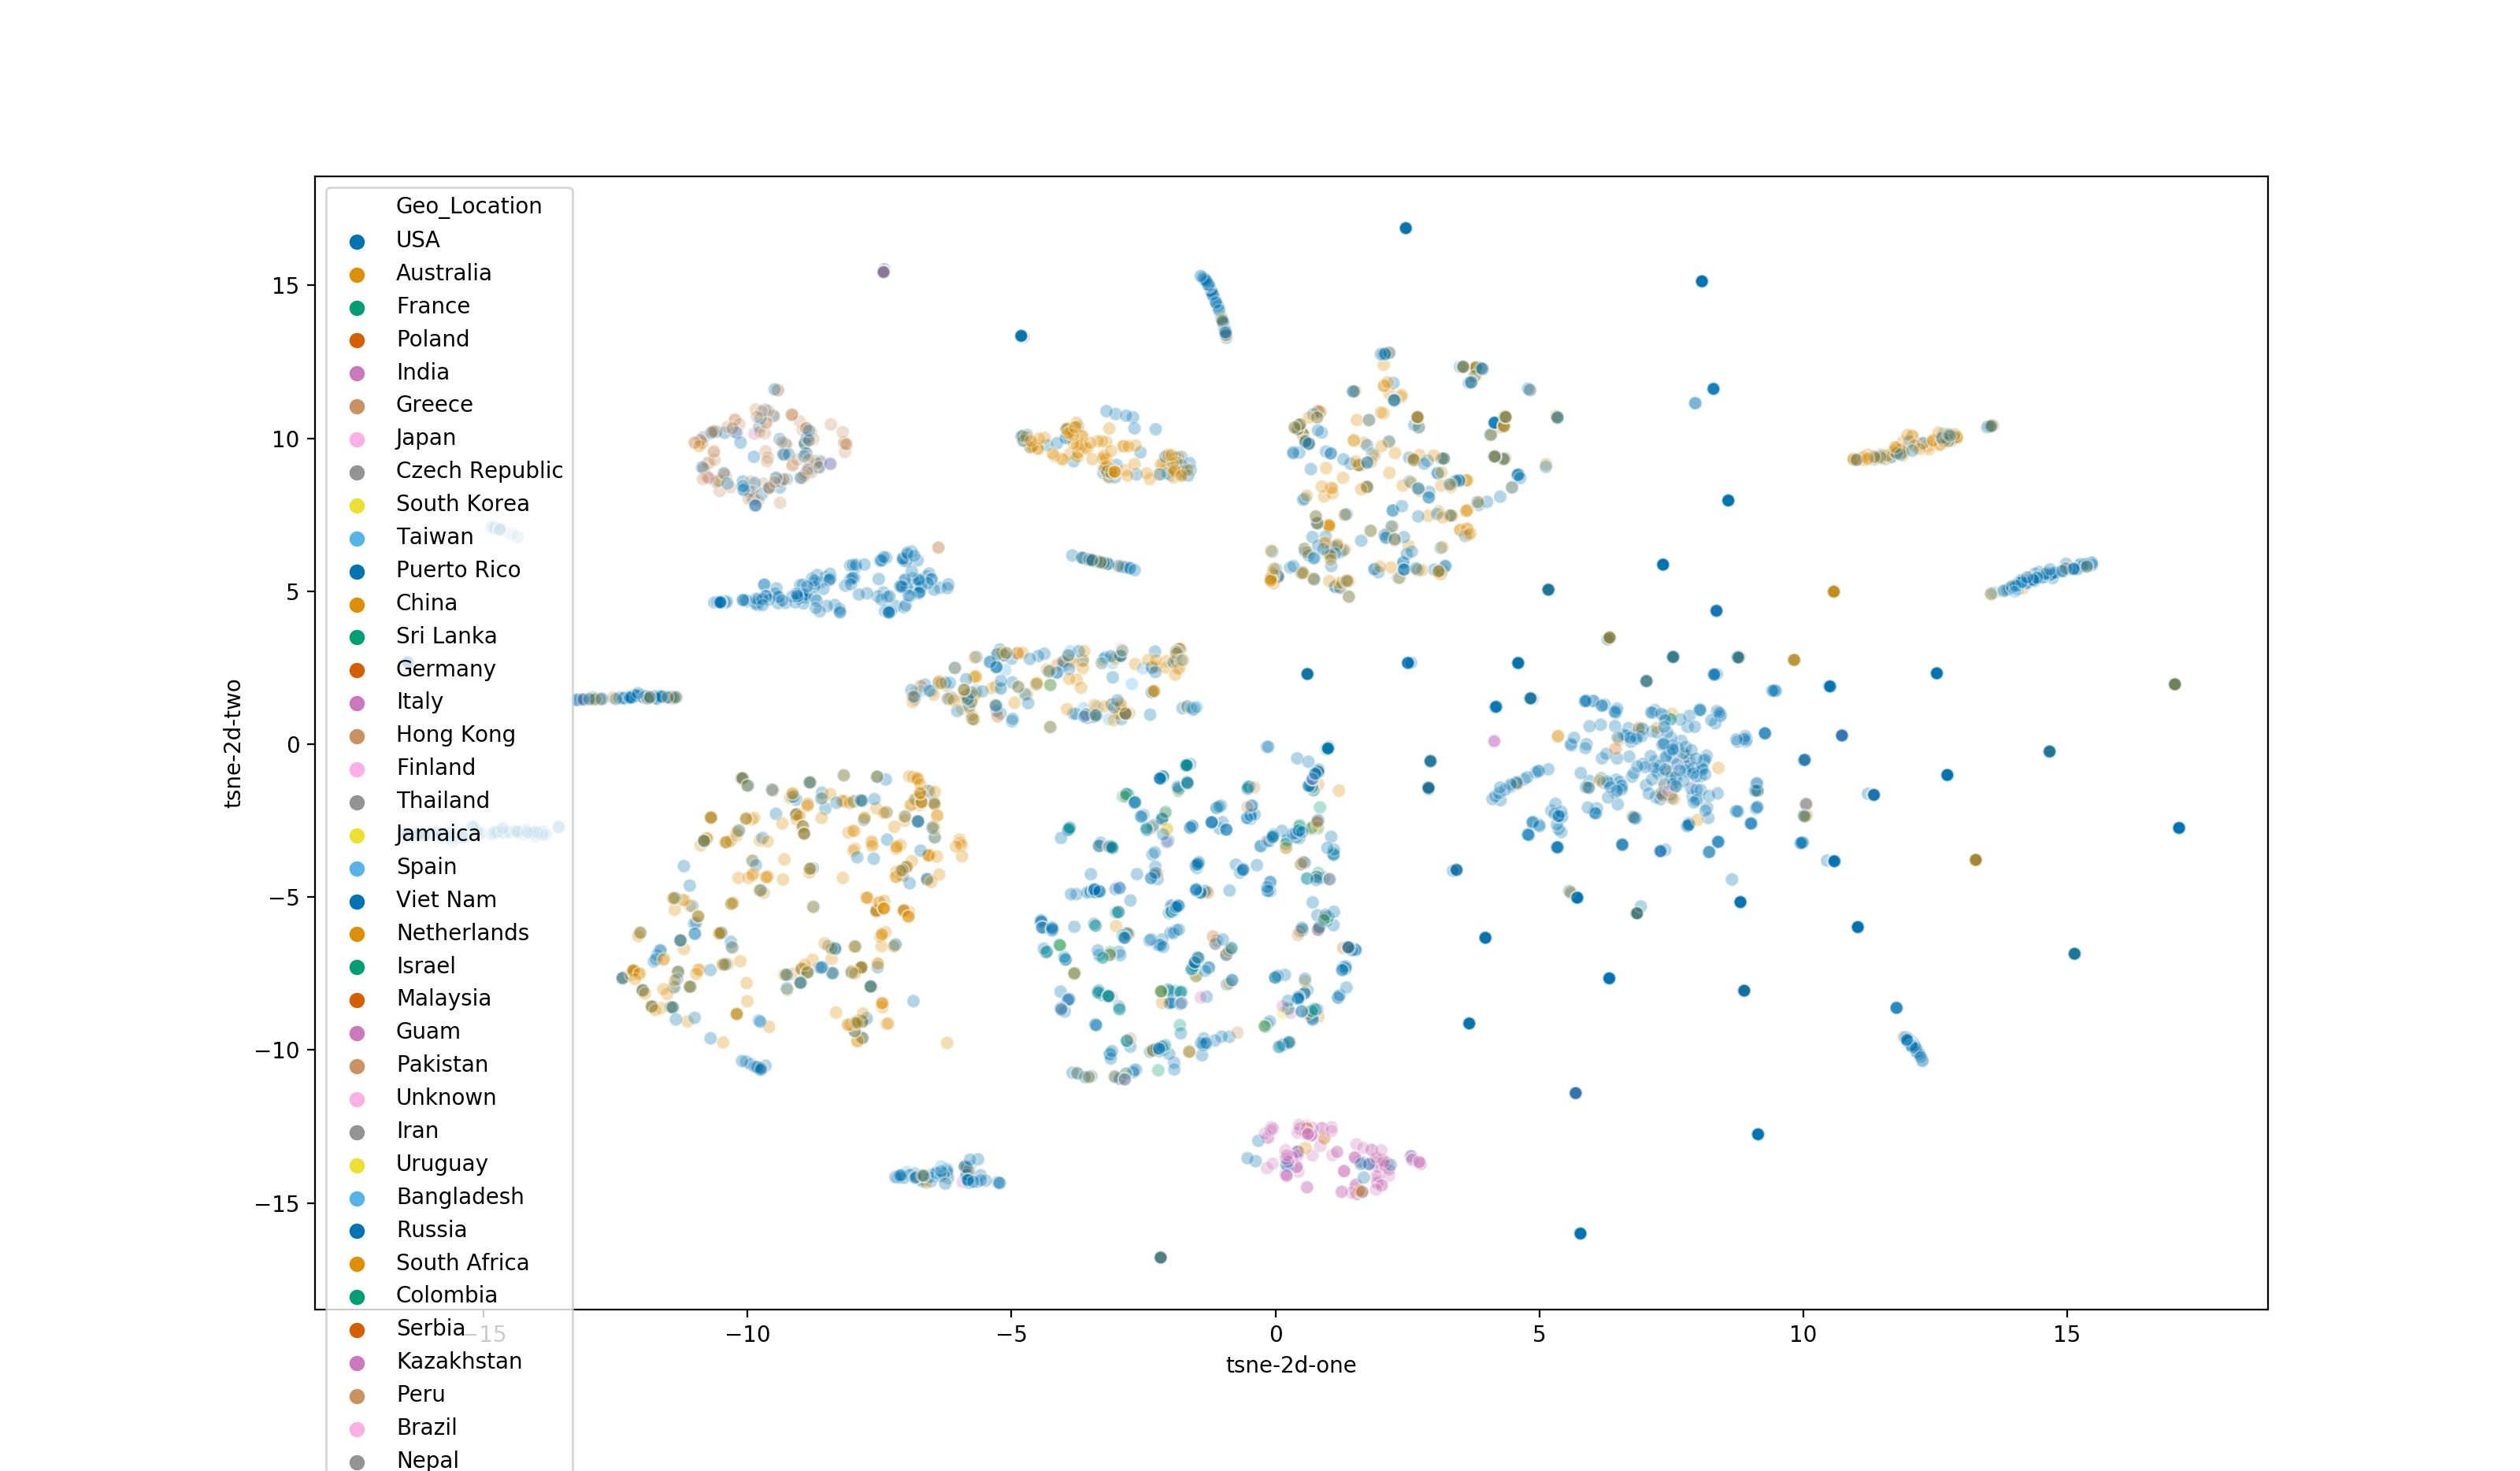 Geo_Location
USA
Australia
France
Poland
India
Greece
Japan
Czech Republic
South Korea
Taiwan
Puerto Rico
China
Sri Lanka
Germany
Italy
Hong Kong
Finland
Thailand
Jamaica
Spain
Viet Nam
Netherlands
Israel
Malaysia
Guam
Pakistan
Unknown
Iran
Uruguay
Bangladesh
Russia
South Africa
Colombia
Serbia
Kazakhstan
Peru
Brazil
Nepal
15
10
5
0
−5
−10
−15
tsne-2d-two
−15
−10
−5
0
5
10
15
tsne-2d-one